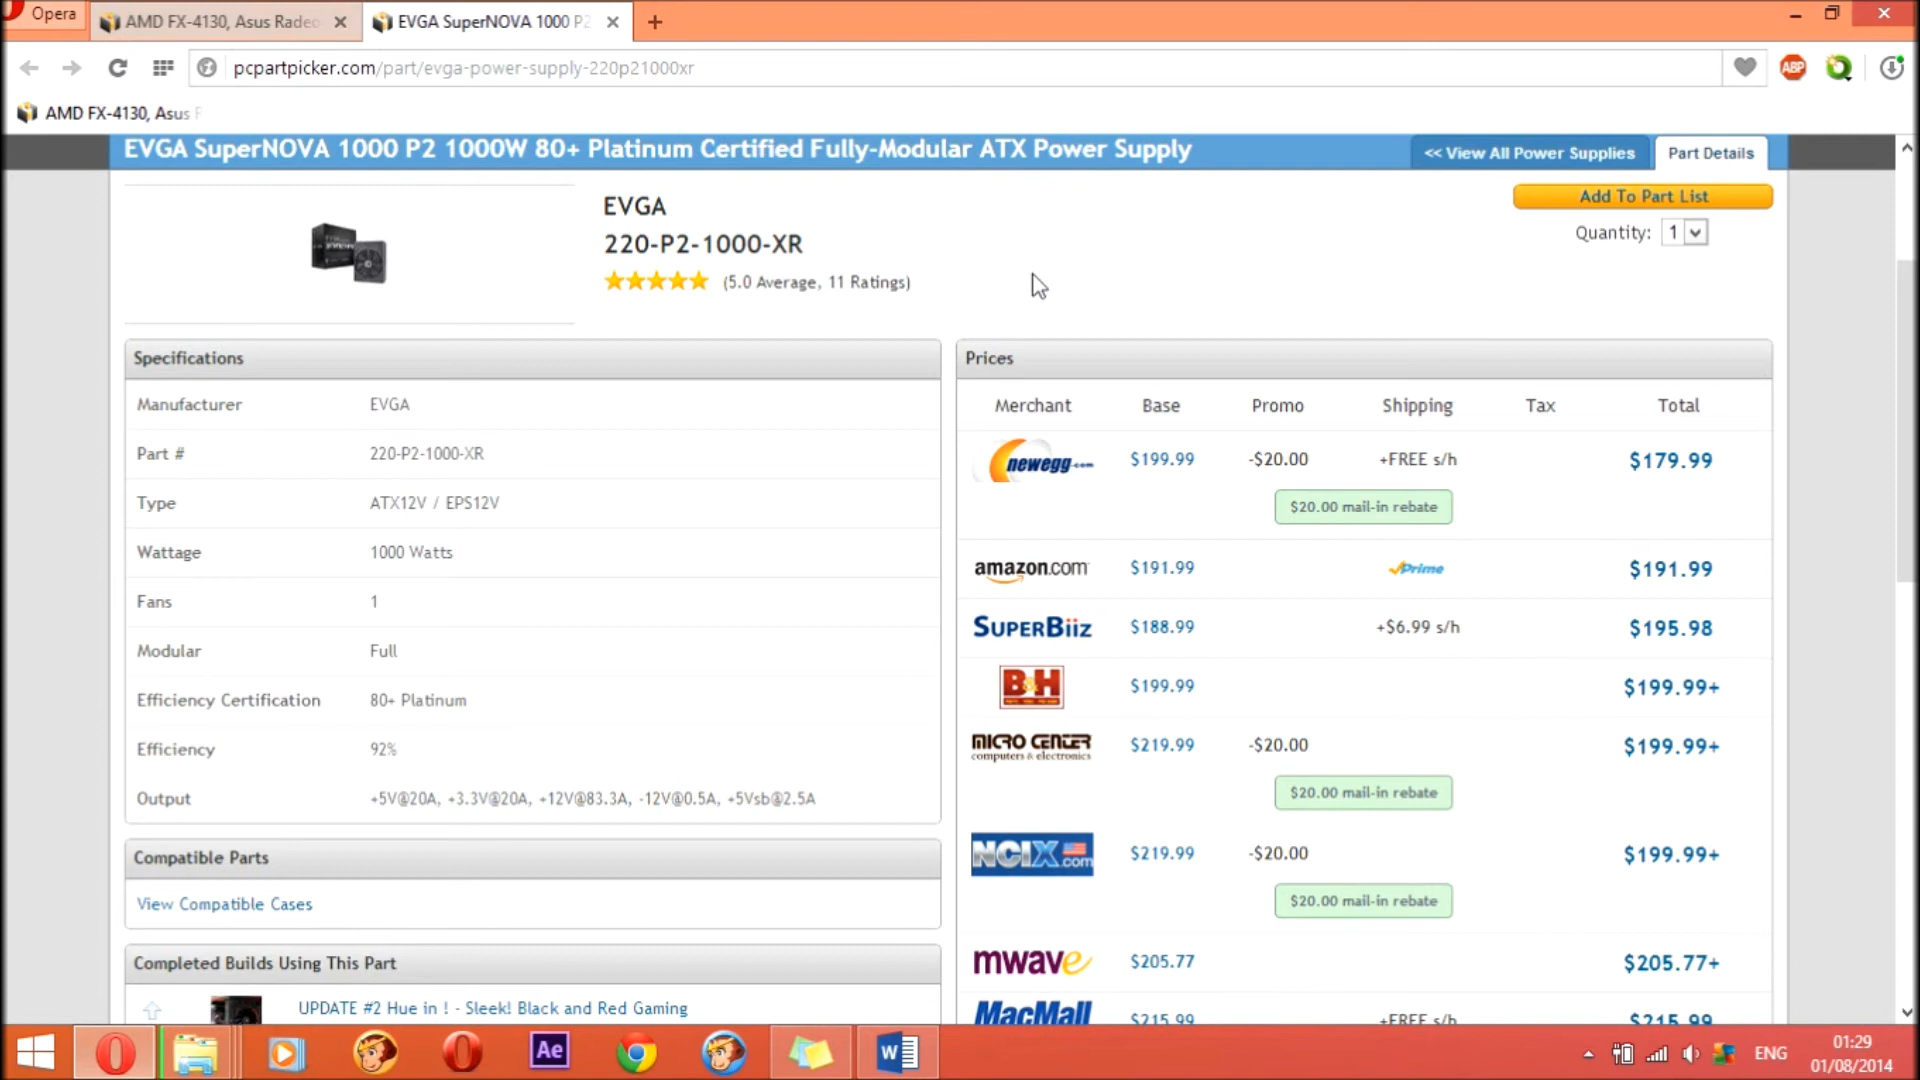 Opera
AMD FX-4130, Asus Radeo
EVGA SuperNOVA 1000 P2
pcpartpicker.com/part/evga-power-supply-220p21000xr
ABP
AMD FX-4130, Asus F
EVGA SuperNOVA 1000 P2 1000W 80+ Platinum Certified Fully-Modular ATX Power Supply
<< View All Power Supplies
Part Details
Add To Part List
Quantity: 1
EVGA
220-P2-1000-XR
(5.0 Average, 11 Ratings)
Specifications
Manufacturer EVGA
Part # 220-P2-1000-XR
Type ATX12V / EPS12V
Wattage 1000 Watts
Fans 1
Modular Full
Efficiency Certification 80+ Platinum
Efficiency 92%
Output +5V@20A, +3.3V@20A, +12V@83.3A, -12V@0.5A, +5Vsb@2.5A
Compatible Parts
View Compatible Cases
Completed Builds Using This Part
UPDATE #2 Hue in ! - Sleek! Black and Red Gaming
Prices
Merchant Base Promo Shipping Tax Total
newegg.com $199.99 -$20.00 +FREE s/h $179.99
$20.00 mail-in rebate
amazon.com $191.99 Prime $191.99
SUPERBIIZ $188.99 +$6.99 s/h $195.98
B&H $199.99 $199.99+
MICRO CENTER $219.99 -$20.00 $199.99+
computers & electronics
$20.00 mail-in rebate
NCIX.com $219.99 -$20.00 $199.99+
$20.00 mail-in rebate
mwave $205.77 $205.77+
MacMall $215.99 +FREE s/h $215.99
Ae
W
ENG
01:29
01/08/2014